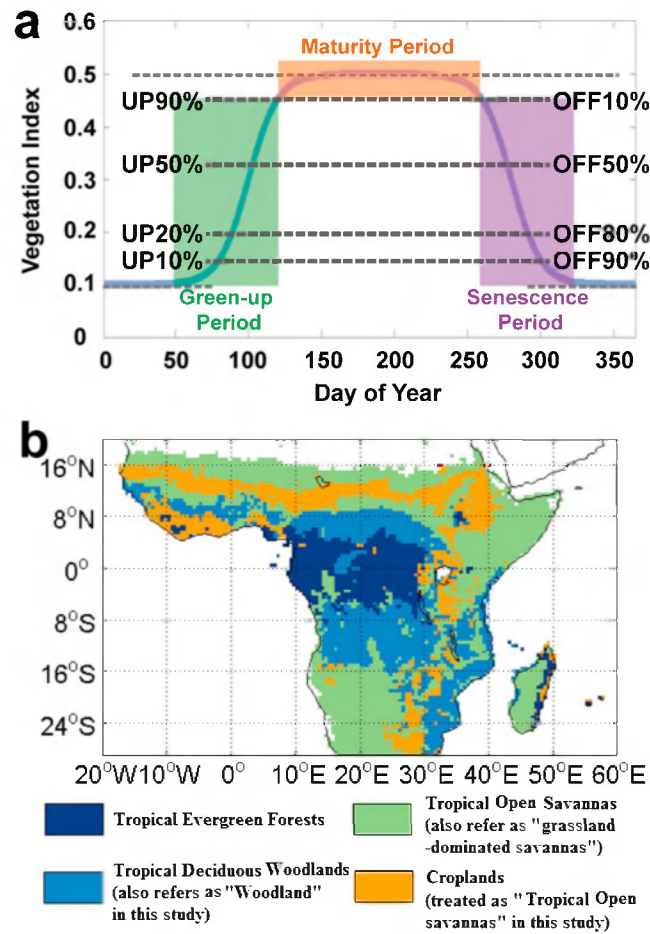 a
0.6
Maturity Period
0.5
UP90% OFF10%
0.4
UP50% OFF50%
0.3
0.2
UP20% OFF80%
UP10% OFF90%
0.1
Green-up Period
Senescence Period
0
Vegetation Index
0 50 100 150 200 250 300 350
Day of Year
b
16°N
8°N
0°
8°S
16°S
24°S
20°W 10°W 0° 10°E 20°E 30°E 40°E 50°E 60°E
Tropical Evergreen Forests
Tropical Open Savannas
(also refer as "grassland
-dominated savannas")
Tropical Deciduous Woodlands
(also refers as "Woodland"
in this study)
Croplands
(treated as "Tropical Open
savannas" in this study)